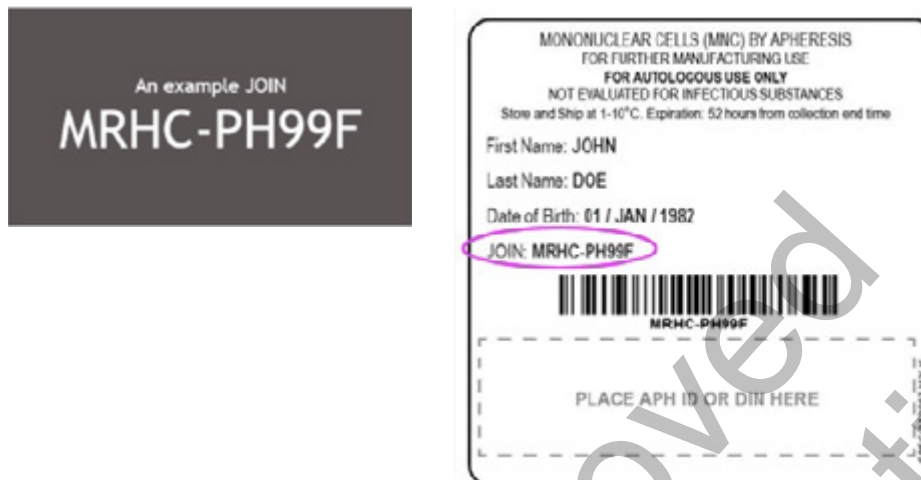 An example JOIN
MRHC-PH99F
MONONUCLEAR CELLS (MNC) BY APHERESIS
FOR FURTHER MANUFACTURING USE
FOR AUTOLOGOUS USE ONLY
NOT EVALUATED FOR INFECTIOUS SUBSTANCES
Store and Ship at 1-10°C. Expiration: 52 hours from collection end time
First Name: JOHN
Last Name: DOE
Date of Birth: 01 / JAN / 1982
JOIN: MRHC-PH99F
MRHC-PH99F
PLACE APH ID OR DIN HERE